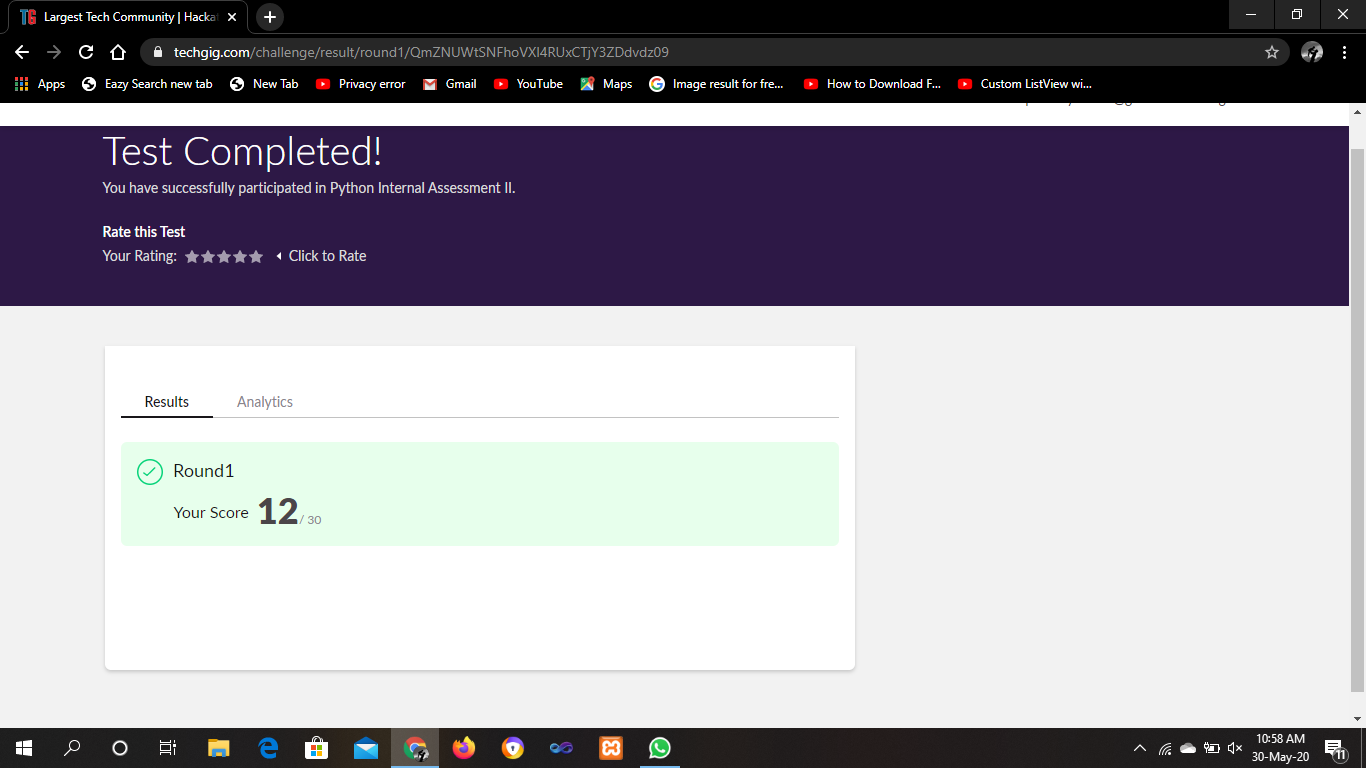 Largest Tech Community | Hacka
techgig.com/challenge/result/round1/
Apps Eazy Search new tab New Tab Privacy error Gmail YouTube Maps Image result for fre... How to Download F... Custom ListView wi...
Test Completed!
You have successfully participated in Python Internal Assessment II.
Rate this Test
Your Rating: Click to Rate
Results Analytics
Round1
Your Score 12 / 30
10:58 AM
30-May-20
11